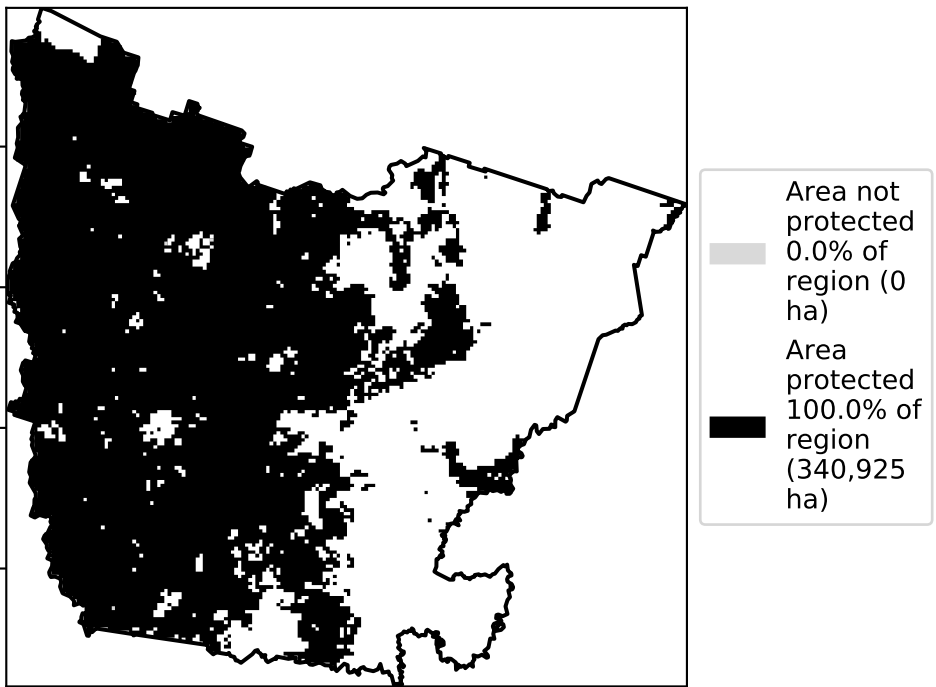 Area not
protected
0.0% of
region (0
ha)
Area
protected
100.0% of
region
(340,925
ha)